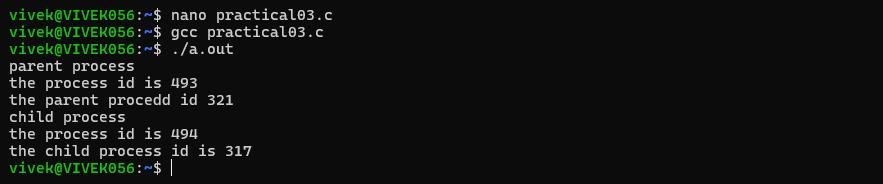 vivek@VIVEK056:~$ nano practical03.c
vivek@VIVEK056:~$ gcc practical03.c
vivek@VIVEK056:~$ ./a.out
parent process
the process id is 493
the parent procedd id 321
child process
the process id is 494
the child process id is 317
vivek@VIVEK056:~$